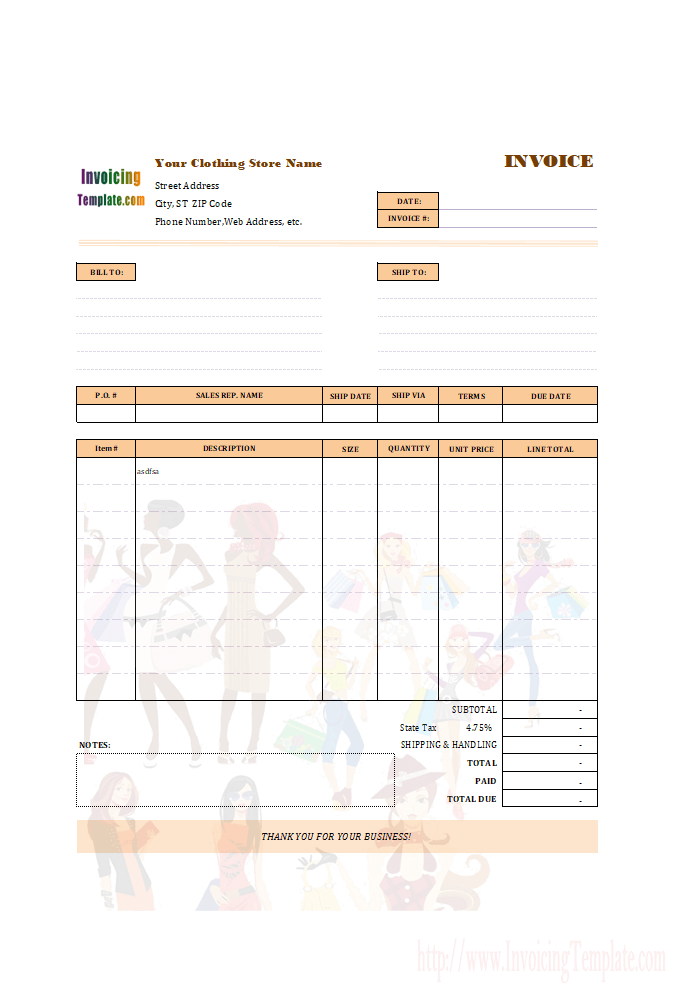 Your Clothing Store Name
INVOICE
Invoicing
Template.com
Street Address
City, ST ZIP Code
Phone Number,Web Address, etc.
DATE:
INVOICE #:
BILL TO:
SHIP TO:
P.O. # SALES REP. NAME SHIP DATE SHIP VIA TERMS DUE DATE
Item # DESCRIPTION SIZE QUANTITY UNIT PRICE LINE TOTAL
asdfsa
SUBTOTAL -
State Tax 4.75% -
NOTES: SHIPPING & HANDLING -
TOTAL -
PAID -
TOTAL DUE -
THANK YOU FOR YOUR BUSINESS!
http://www.InvoicingTemplate.com